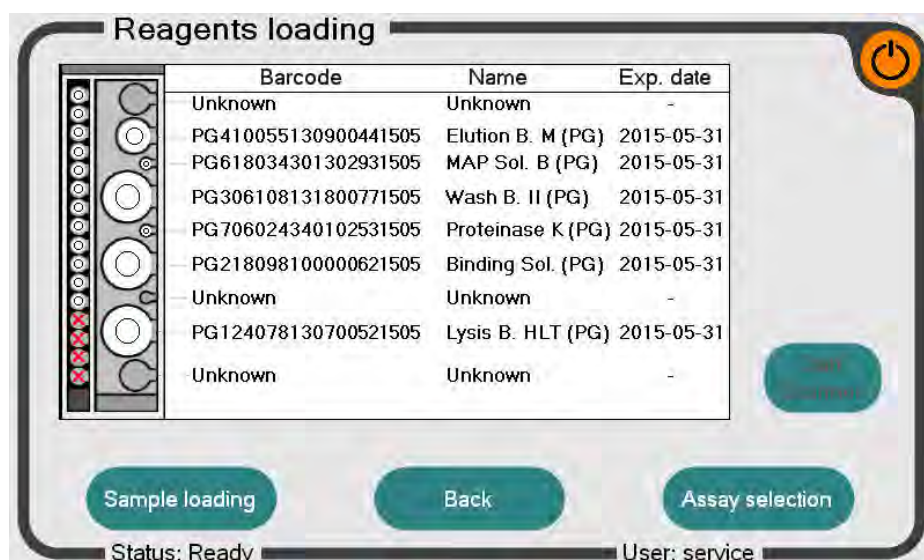 Reagents loading
Barcode Name Exp. date
Unknown Unknown -
PG410055130900441505 Elution B. M (PG) 2015-05-31
PG618034301302931505 MAP Sol. B (PG) 2015-05-31
PG306108131800771505 Wash B. II (PG) 2015-05-31
PG706024340102531505 Proteinase K (PG) 2015-05-31
PG218098100000621505 Binding Sol. (PG) 2015-05-31
Unknown Unknown -
PG124078130700521505 Lysis B. HLT (PG) 2015-05-31
Unknown Unknown -
Sample loading Back Assay selection
Status: Ready User: service